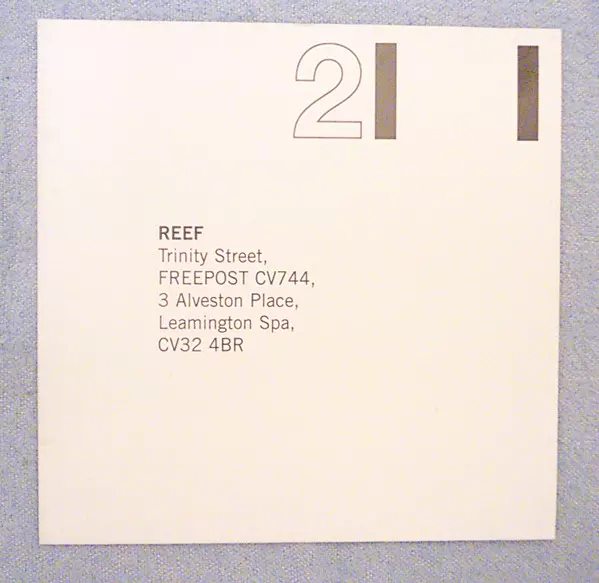 2
REEF
Trinity Street,
FREEPOST CV744,
3 Alveston Place,
Leamington Spa,
CV32 4BR